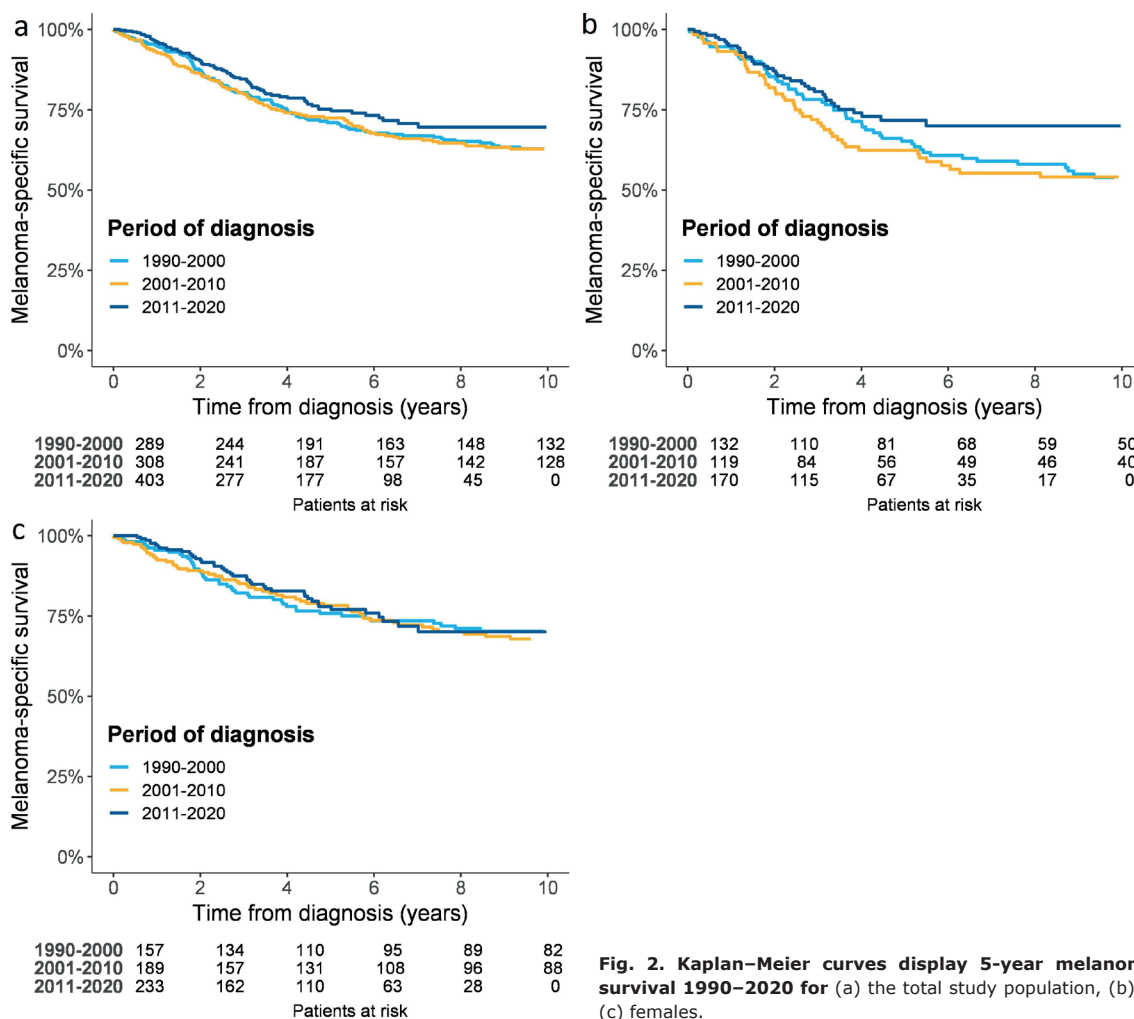 a
Melanoma-specific survival
100%
75%
50%
25%
0%
Period of diagnosis
1990-2000
2001-2010
2011-2020
0 2 4 6 8 10
Time from diagnosis (years)
1990-2000 289 244 191 163 148 132
2001-2010 308 241 187 157 142 128
2011-2020 403 277 177 98 45 0
Patients at risk
b
Melanoma-specific survival
100%
75%
50%
25%
0%
Period of diagnosis
1990-2000
2001-2010
2011-2020
0 2 4 6 8 10
Time from diagnosis (years)
1990-2000 132 110 81 68 59 50
2001-2010 119 84 56 49 46 40
2011-2020 170 115 67 35 17 0
Patients at risk
c
Melanoma-specific survival
100%
75%
50%
25%
0%
Period of diagnosis
1990-2000
2001-2010
2011-2020
0 2 4 6 8 10
Time from diagnosis (years)
1990-2000 157 134 110 95 89 82
2001-2010 189 157 131 108 96 88
2011-2020 233 162 110 63 28 0
Patients at risk
Fig. 2. Kaplan–Meier curves display 5-year melanor
survival 1990–2020 for (a) the total study population, (b)
(c) females.